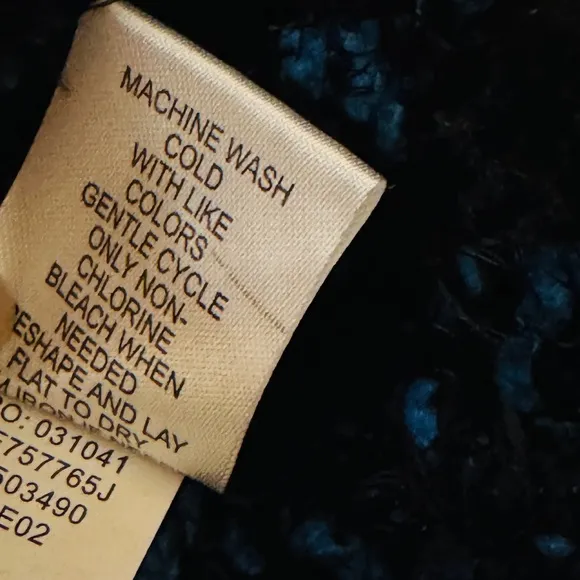 MACHINE WASH
COLD
WITH LIKE
COLORS
GENTLE CYCLE
ONLY NON-
CHLORINE
BLEACH WHEN
NEEDED
ESHAPE AND LAY
FLAT TO DRY
O: 031041
757765J
503490
E02